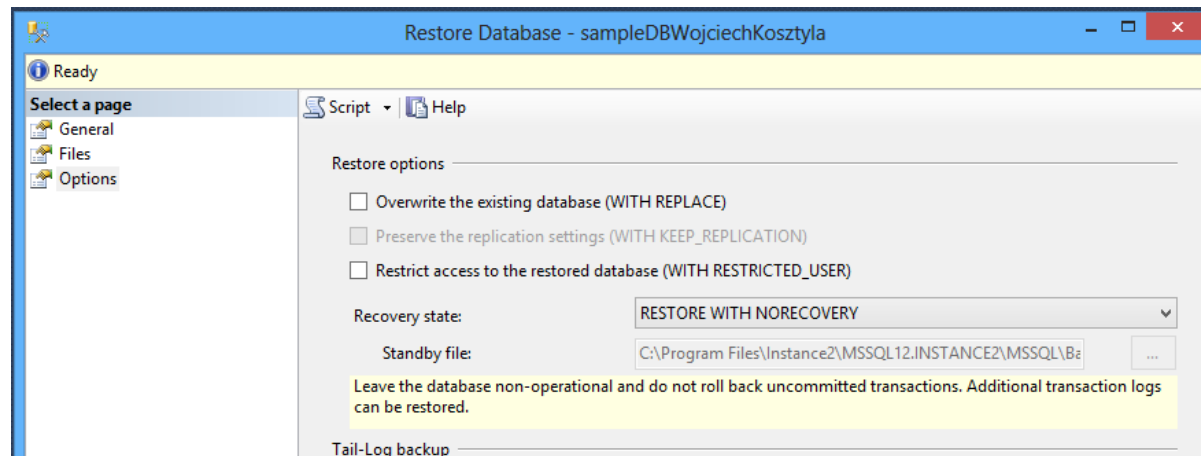 Restore Database - sampleDBWojciechKosztyla
Ready
Select a page
General
Files
Options
Script
Help
Restore options
Overwrite the existing database (WITH REPLACE)
Preserve the replication settings (WITH KEEP_REPLICATION)
Restrict access to the restored database (WITH RESTRICTED_USER)
Recovery state:
RESTORE WITH NORECOVERY
Standby file:
C:\Program Files\Instance2\MSSQL12.INSTANCE2\MSSQL\Ba
...
Leave the database non-operational and do not roll back uncommitted transactions. Additional transaction logs
can be restored.
Tail-Log backup